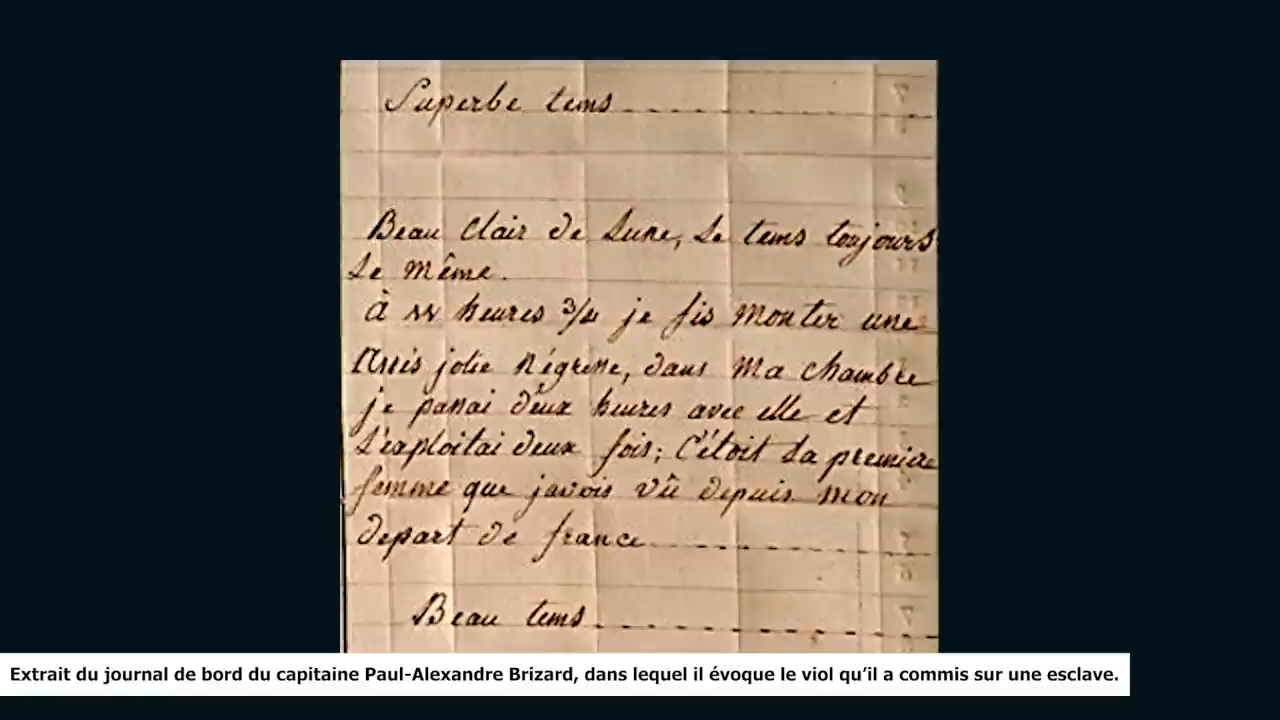 Superbe tems
Beau Clair de Lune, Le tems toujours
Le même.
à 11 heures 3/4 je fis monter une
assés jolie Négresse, dans Ma chambre
je passai deux heures avec elle et
L'exploitai deux fois; C'étoit La premiere
femme que javois vû depuis mon
depart de france
Beau tems
Extrait du journal de bord du capitaine Paul-Alexandre Brizard, dans lequel il évoque le viol qu'il a commis sur une esclave.